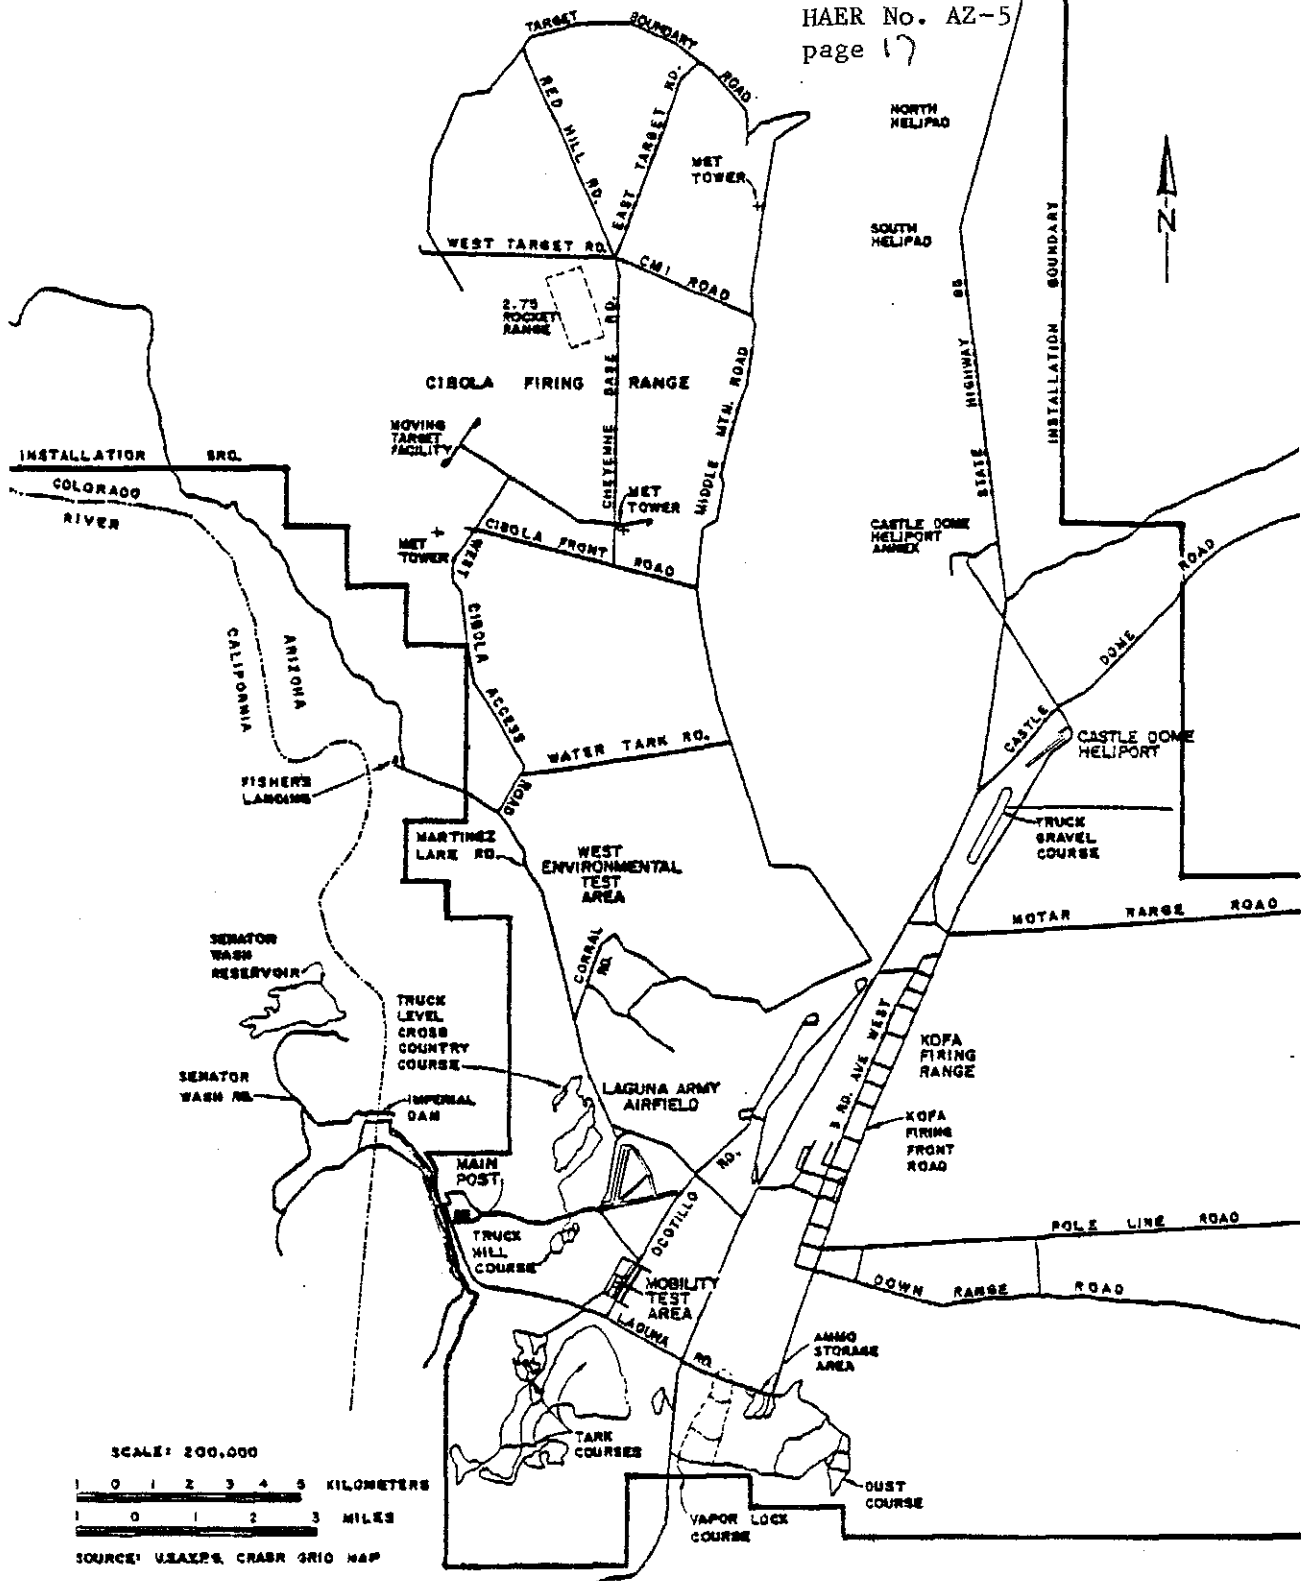 HAER No. AZ-5
page 17
TARGET BOUNDARY ROAD
RED HILL RD.
EAST TARGET RD.
MET
TOWER
NORTH
HELIPAD
SOUTH
HELIPAD
N
WEST TARGET RD.
CMI ROAD
2.75
ROCKET
RANGE
CHEYENNE BASE RD.
MIDDLE MTN. ROAD
STATE HIGHWAY 95
INSTALLATION BOUNDARY
CIBOLA FIRING RANGE
MOVING
TARGET
FACILITY
INSTALLATION BRD.
COLORADO
RIVER
MET
TOWER
MET
TOWER
CIBOLA FRONT ROAD
WEST CIBOLA ACCESS ROAD
CASTLE DOME
HELIPORT
ANNEX
CASTLE DOME ROAD
CALIFORNIA
ARIZONA
WATER TARK RD.
CASTLE DOME
HELIPORT
FISHER'S
LANDING
MARTINEZ
LAKE RD.
TRUCK
GRAVEL
COURSE
WEST
ENVIRONMENTAL
TEST
AREA
MOTAR RANGE ROAD
CORRAL
RD.
SENATOR
WASH
RESERVOIR
TRUCK
LEVEL
CROSS
COUNTRY
COURSE
3 RD. AVE WEST
KOFA
FIRING
RANGE
SENATOR
WASH RD.
IMPERIAL
DAM
LAGUNA ARMY
AIRFIELD
KOFA
FIRING
FRONT
ROAD
MAIN
POST
OCOTILLO RD.
TRUCK
HILL
COURSE
POLE LINE ROAD
DOWN RANGE ROAD
MOBILITY
TEST
AREA
LAGUNA RD.
AMMO
STORAGE
AREA
TARK
COURSES
DUST
COURSE
VAPOR LOCK
COURSE
SCALE: 200,000
1 0 1 2 3 4 5 KILOMETERS
1 0 1 2 3 MILES
SOURCE: U.S.A.Y.P.G. CRASR GRID MAP